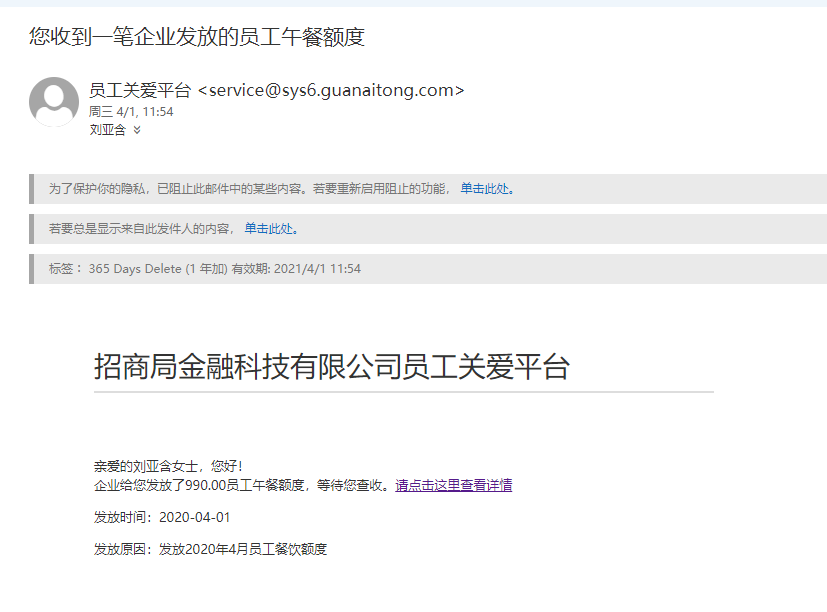 您收到一笔企业发放的员工午餐额度
员工关爱平台 <service@sys6.guanaitong.com>
周三 4/1, 11:54
刘亚含
为了保护你的隐私，已阻止此邮件中的某些内容。若要重新启用阻止的功能， 单击此处。
若要总是显示来自此发件人的内容， 单击此处。
标签： 365 Days Delete (1 年加) 有效期: 2021/4/1 11:54
招商局金融科技有限公司员工关爱平台
亲爱的刘亚含女士，您好！
企业给您发放了990.00员工午餐额度，等待您查收。请点击这里查看详情
发放时间：2020-04-01
发放原因：发放2020年4月员工餐饮额度